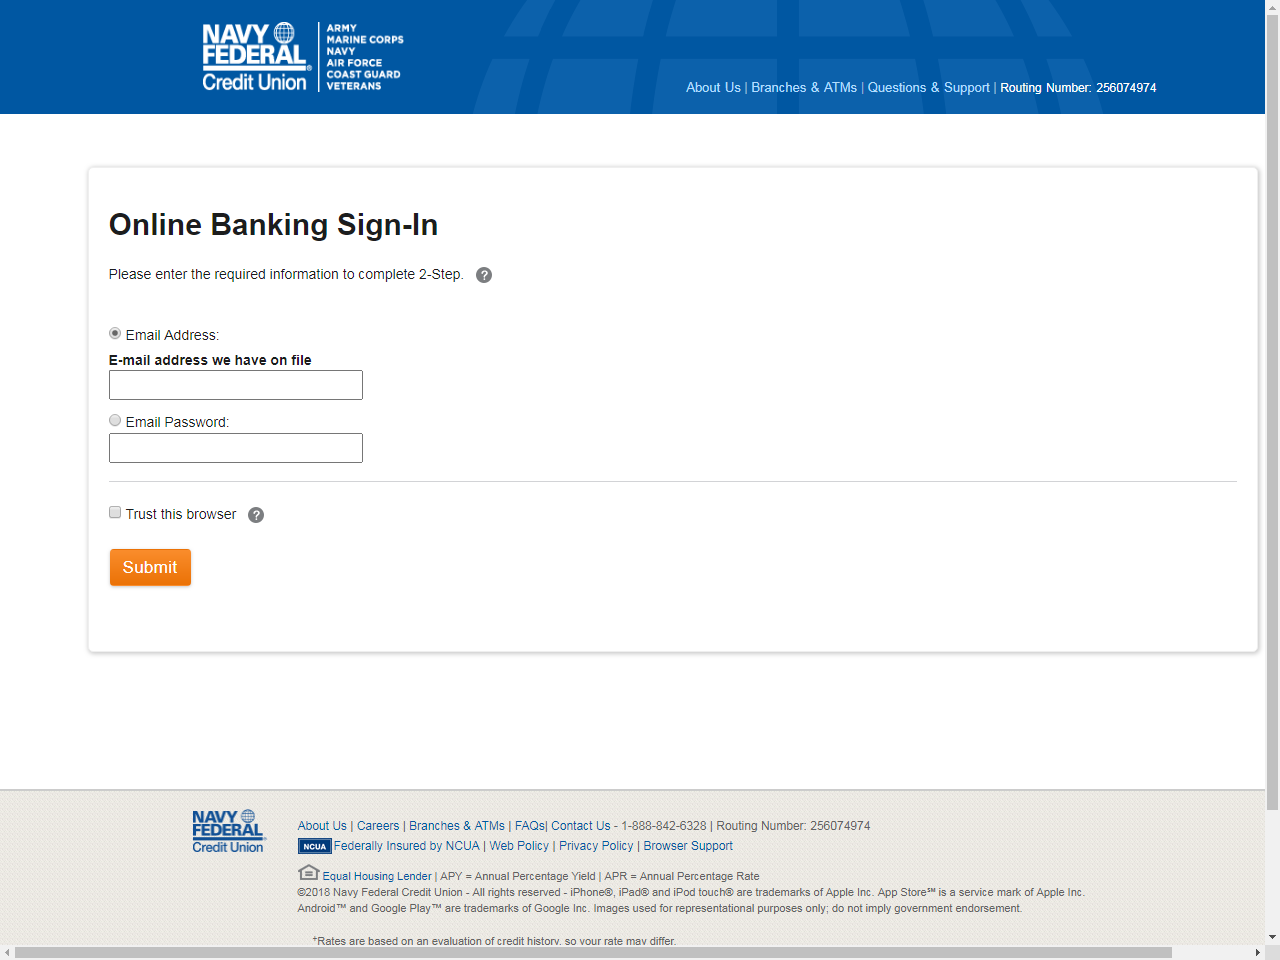 NAVY
FEDERAL
Credit Union
ARMY
MARINE CORPS
NAVY
AIR FORCE
COAST GUARD
VETERANS
About Us | Branches & ATMs | Questions & Support | Routing Number: 256074974
Online Banking Sign-In
Please enter the required information to complete 2-Step. ?
Email Address:
E-mail address we have on file
Email Password:
Trust this browser ?
Submit
NAVY
FEDERAL
Credit Union
About Us | Careers | Branches & ATMs | FAQs| Contact Us - 1-888-842-6328 | Routing Number: 256074974
NCUA Federally Insured by NCUA | Web Policy | Privacy Policy | Browser Support
Equal Housing Lender | APY = Annual Percentage Yield | APR = Annual Percentage Rate
©2018 Navy Federal Credit Union - All rights reserved - iPhone®, iPad® and iPod touch® are trademarks of Apple Inc. App Store℠ is a service mark of Apple Inc.
Android™ and Google Play™ are trademarks of Google Inc. Images used for representational purposes only; do not imply government endorsement.
*Rates are based on an evaluation of credit history, so your rate may differ.